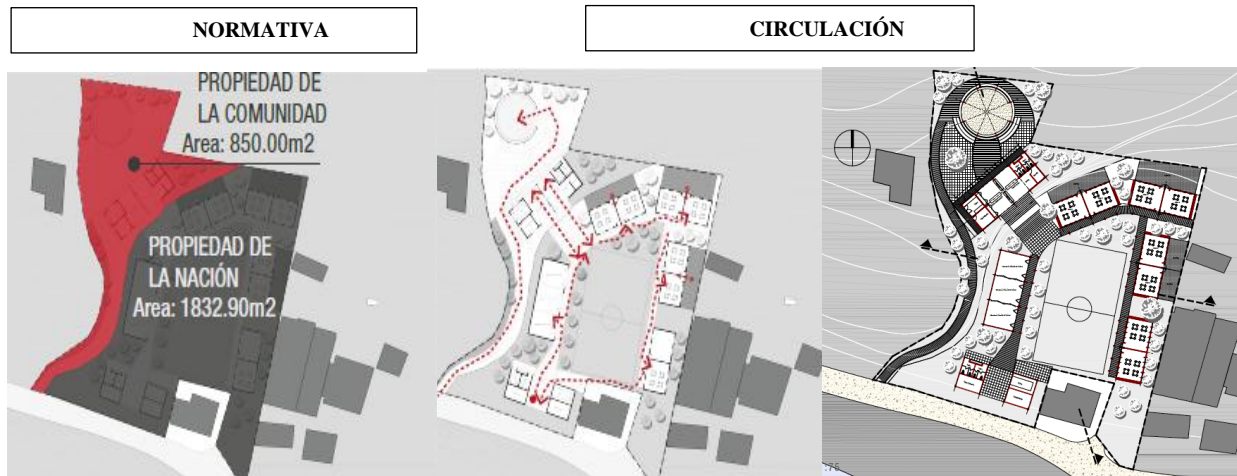 NORMATIVA
CIRCULACIÓN
PROPIEDAD DE
LA COMUNIDAD
Area: 850.00m2
PROPIEDAD DE
LA NACIÓN
Area: 1832.90m2